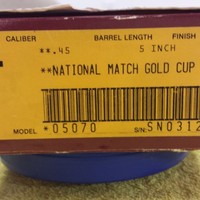 CALIBER BARREL LENGTH FINISH
**.45 5 INCH
**NATIONAL MATCH GOLD CUP
MODEL *05070 S/N: SN0312